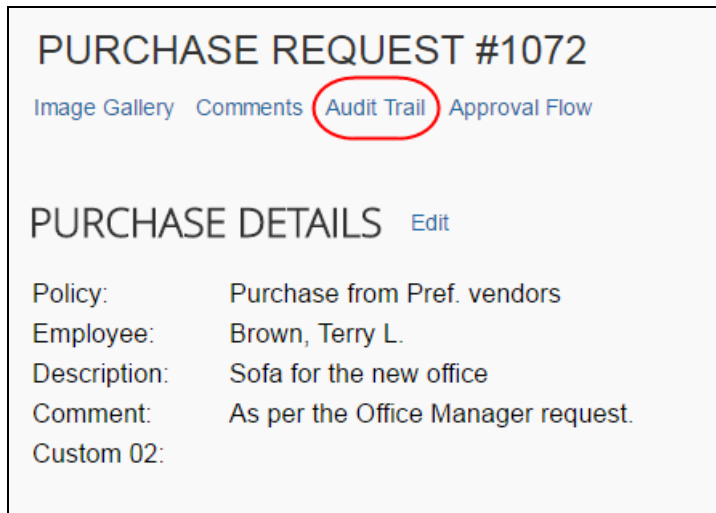 PURCHASE REQUEST #1072
Image Gallery Comments Audit Trail Approval Flow
PURCHASE DETAILS Edit
Policy: Purchase from Pref. vendors
Employee: Brown, Terry L.
Description: Sofa for the new office
Comment: As per the Office Manager request.
Custom 02: